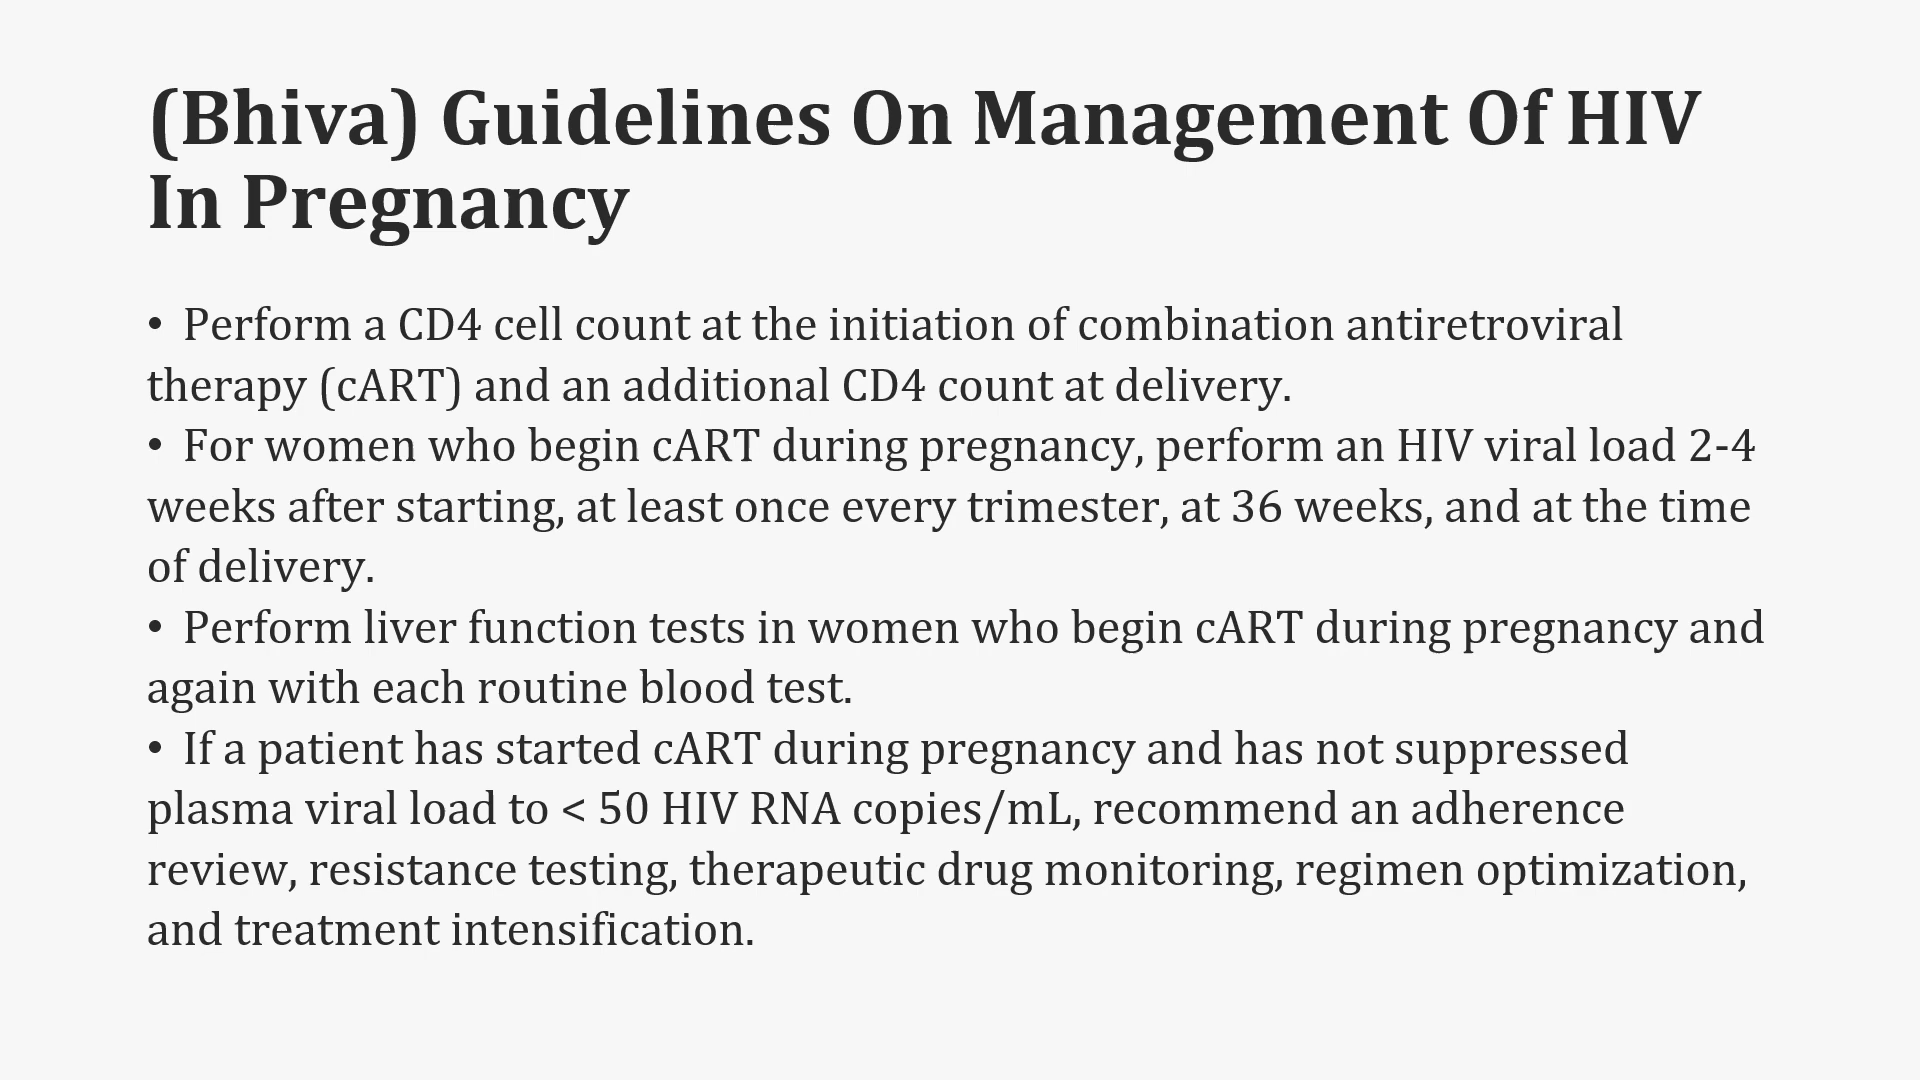 (Bhiva) Guidelines On Management Of HIV
In Pregnancy
• Perform a CD4 cell count at the initiation of combination antiretroviral
therapy (cART) and an additional CD4 count at delivery.
• For women who begin cART during pregnancy, perform an HIV viral load 2-4
weeks after starting, at least once every trimester, at 36 weeks, and at the time
of delivery.
• Perform liver function tests in women who begin cART during pregnancy and
again with each routine blood test.
• If a patient has started cART during pregnancy and has not suppressed
plasma viral load to < 50 HIV RNA copies/mL, recommend an adherence
review, resistance testing, therapeutic drug monitoring, regimen optimization,
and treatment intensification.